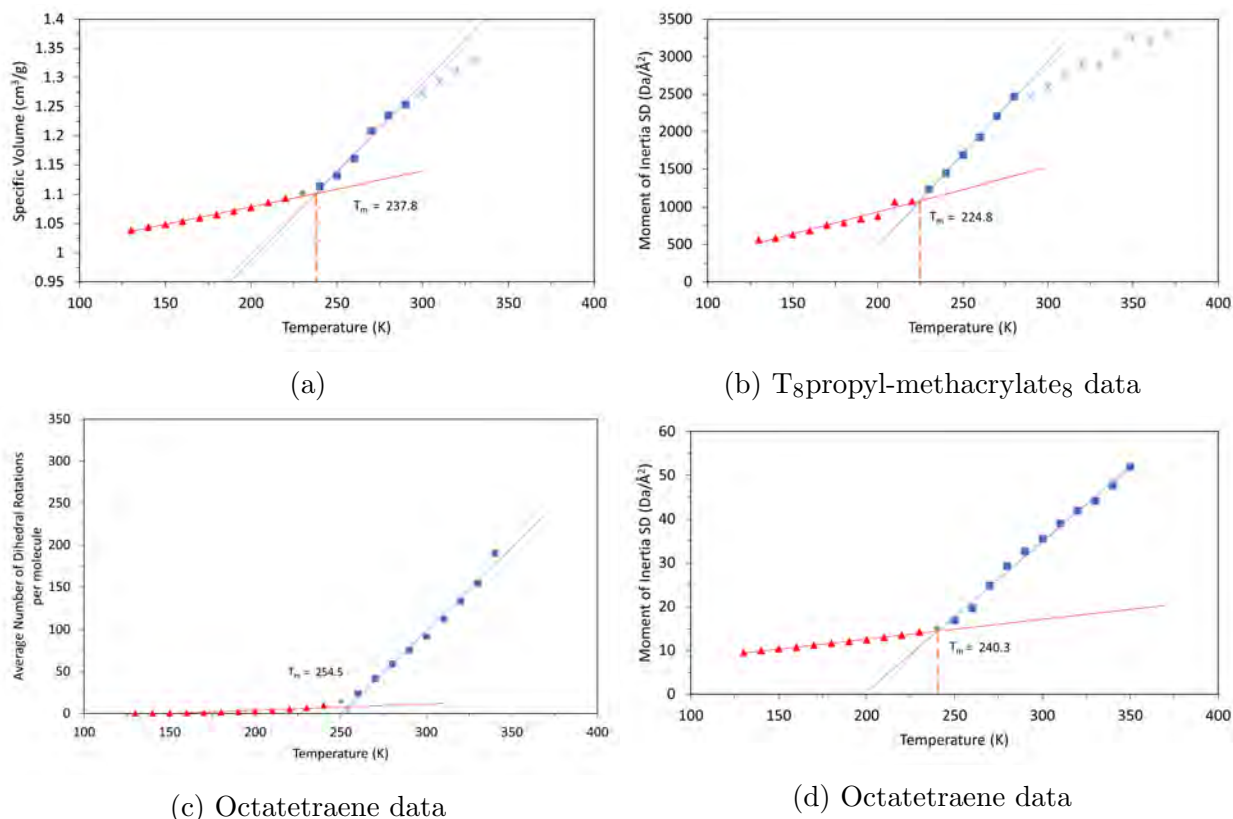 1.4
1.35
1.3
1.25
1.2
1.15
1.1
1.05
1
0.95
Specific Volume (cm³/g)
Tₘ = 237.8
100 150 200 250 300 350 400
Temperature (K)
(a)
3500
3000
2500
2000
1500
1000
500
0
Moment of Inertia SD (Da/Å²)
Tₘ = 224.8
100 150 200 250 300 350 400
Temperature (K)
(b) T₈propyl-methacrylate₈ data
350
300
250
200
150
100
50
0
Average Number of Dihedral Rotations
per molecule
Tₘ = 254.5
100 150 200 250 300 350 400
Temperature (K)
(c) Octatetraene data
60
50
40
30
20
10
0
Moment of Inertia SD (Da/Å²)
Tₘ = 240.3
100 150 200 250 300 350 400
Temperature (K)
(d) Octatetraene data